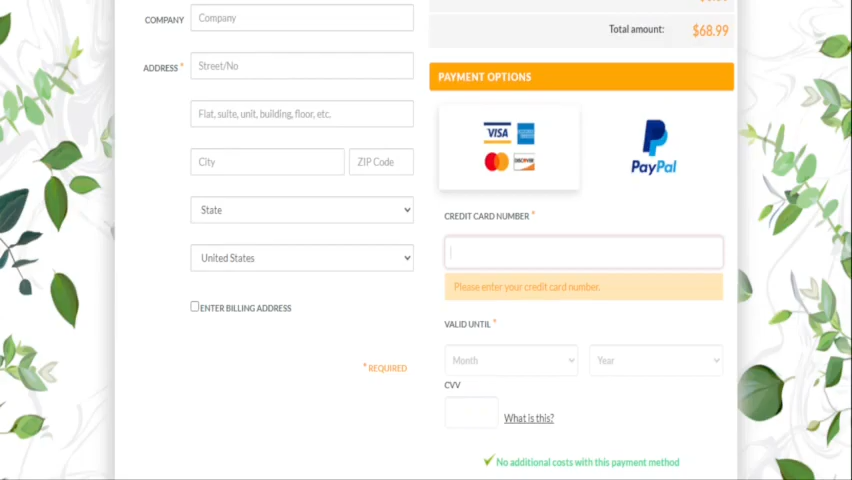 COMPANY
Company
ADDRESS *
Street/No
Flat, suite, unit, building, floor, etc.
City
ZIP Code
State
United States
ENTER BILLING ADDRESS
* REQUIRED
Total amount: $68.99
PAYMENT OPTIONS
VISA
DISCOVER
PayPal
CREDIT CARD NUMBER *
Please enter your credit card number.
VALID UNTIL *
Month
Year
CVV
What is this?
No additional costs with this payment method